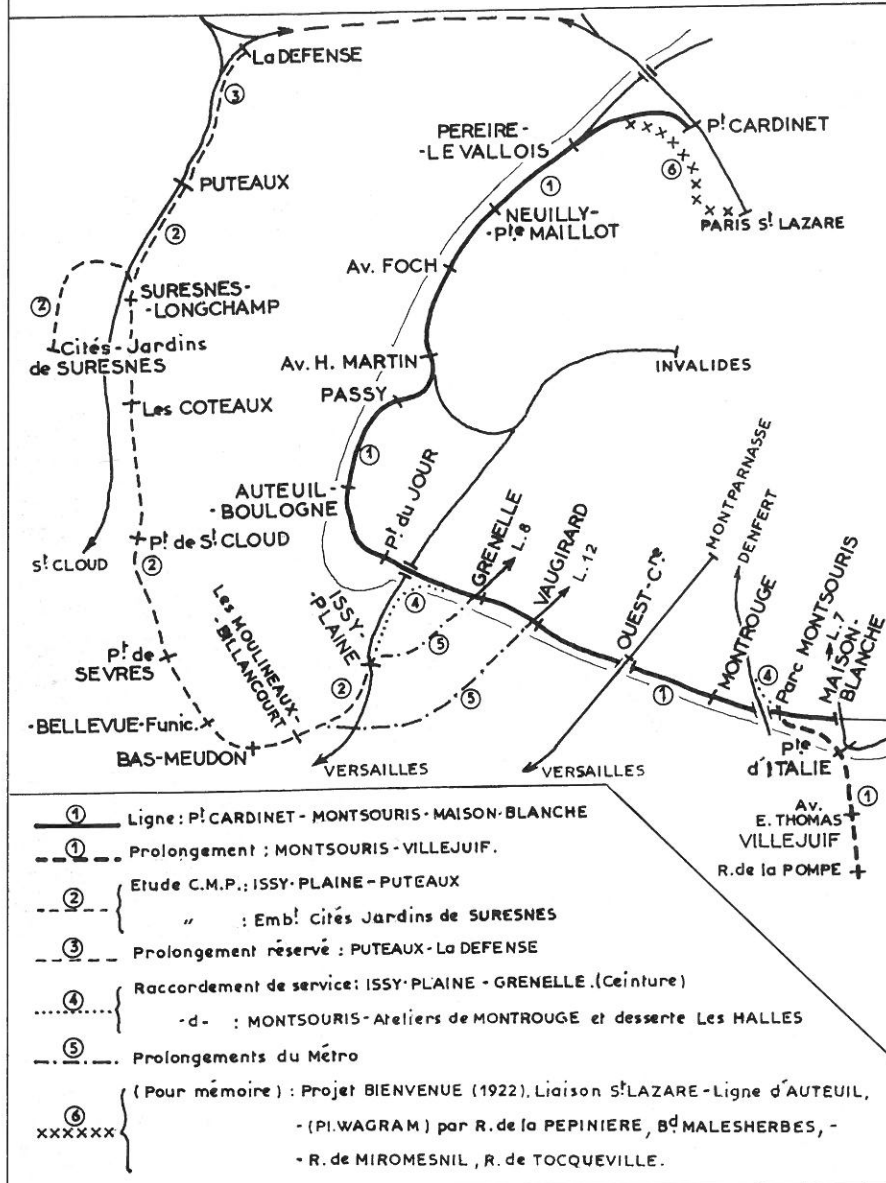 La DEFENSE
③
PEREIRE-
-LE VALLOIS
Pt CARDINET
①
⑥
PUTEAUX
NEUILLY-
-Pte MAILLOT
PARIS St LAZARE
②
Av. FOCH
②
SURESNES-
-LONGCHAMP
Cités-Jardins
de SURESNES
Av. H. MARTIN
INVALIDES
Les COTEAUX
PASSY
①
AUTEUIL-
BOULOGNE
Pt du JOUR
GRENELLE
L. 8
VAUGIRARD
L. 12
MONTPARNASSE
DENFERT
St CLOUD
Pt de St CLOUD
②
ISSY-
-PLAINE
④
⑤
OUEST-Cre
MONTROUGE
④
Parc MONTSOURIS
MAISON-
-BLANCHE
L. 7
Les MOULINEAUX-
-BILLANCOURT
Pt de
SEVRES
②
⑤
①
-BELLEVUE-Funic.
BAS-MEUDON
VERSAILLES
VERSAILLES
Pte
d'ITALIE
①
Av.
E. THOMAS
VILLEJUIF
R. de la POMPE
① Ligne : Pt CARDINET - MONTSOURIS - MAISON-BLANCHE
① Prolongement : MONTSOURIS-VILLEJUIF.
② Etude C.M.P. : ISSY-PLAINE-PUTEAUX
" : Embt Cités Jardins de SURESNES
③ Prolongement réservé : PUTEAUX-La DEFENSE
④ Raccordement de service : ISSY-PLAINE - GRENELLE. (Ceinture)
-d- : MONTSOURIS-Ateliers de MONTROUGE et desserte Les HALLES
⑤ Prolongements du Métro
⑥ (Pour mémoire) : Projet BIENVENUE (1922). Liaison St LAZARE - Ligne d'AUTEUIL,
- (Pl. WAGRAM) par R. de la PEPINIERE, Bd MALESHERBES, -
- R. de MIROMESNIL, R. de TOCQUEVILLE.